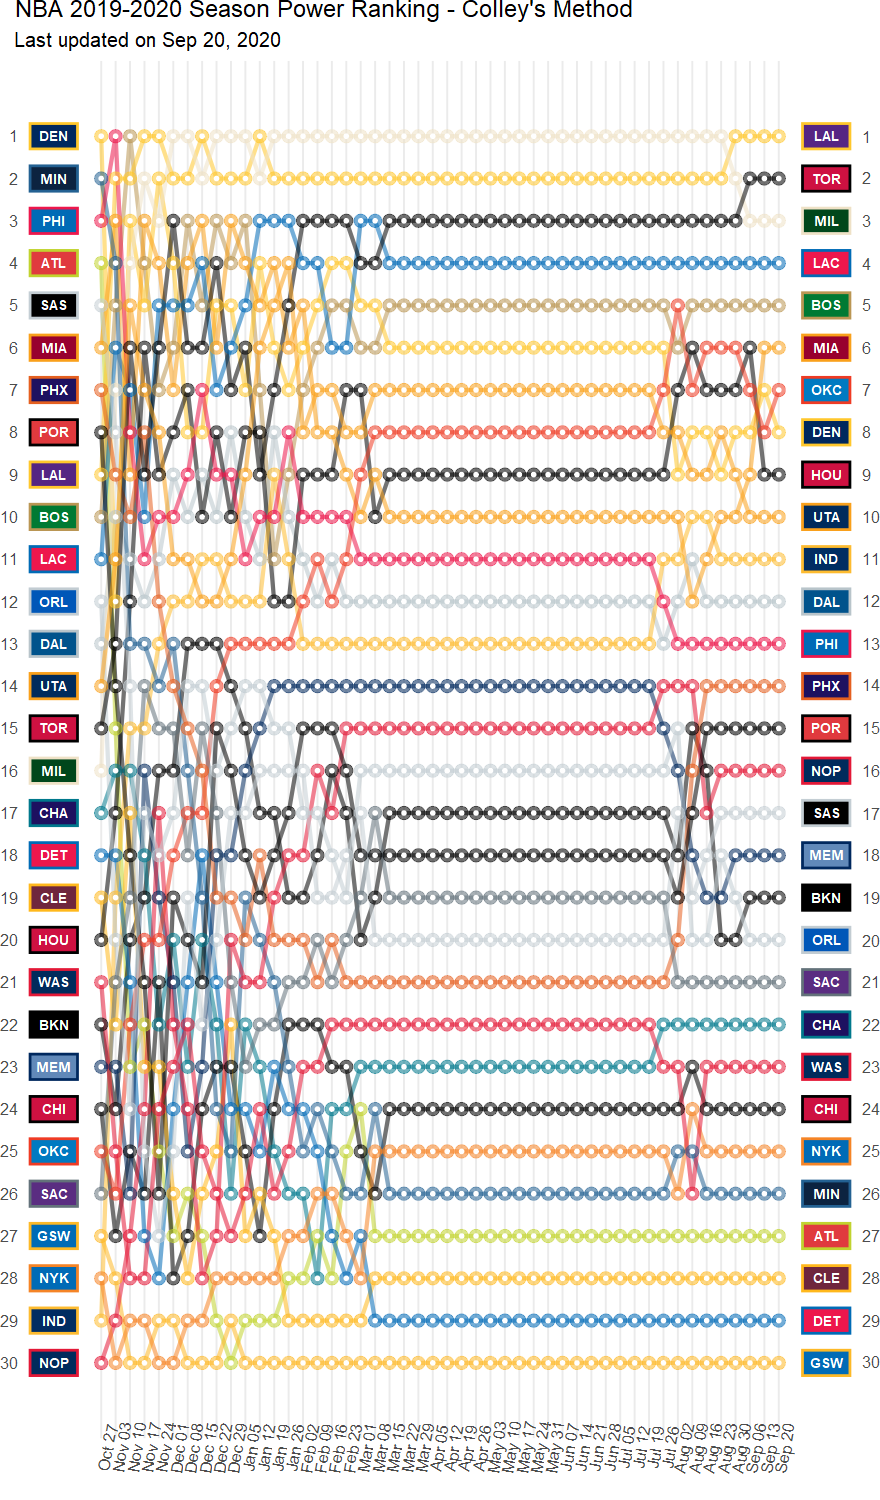 NBA 2019-2020 Season Power Ranking - Colley's Method
Last updated on Sep 20, 2020
1 DEN LAL 1
2 MIN TOR 2
3 PHI MIL 3
4 ATL LAC 4
5 SAS BOS 5
6 MIA MIA 6
7 PHX OKC 7
8 POR DEN 8
9 LAL HOU 9
10 BOS UTA 10
11 LAC IND 11
12 ORL DAL 12
13 DAL PHI 13
14 UTA PHX 14
15 TOR POR 15
16 MIL NOP 16
17 CHA SAS 17
18 DET MEM 18
19 CLE BKN 19
20 HOU ORL 20
21 WAS SAC 21
22 BKN CHA 22
23 MEM WAS 23
24 CHI CHI 24
25 OKC NYK 25
26 SAC MIN 26
27 GSW ATL 27
28 NYK CLE 28
29 IND DET 29
30 NOP GSW 30
Oct 27
Nov 03
Nov 10
Nov 17
Nov 24
Dec 01
Dec 08
Dec 15
Dec 22
Dec 29
Jan 05
Jan 12
Jan 19
Jan 26
Feb 02
Feb 09
Feb 16
Feb 23
Mar 01
Mar 08
Mar 15
Mar 22
Mar 29
Apr 05
Apr 12
Apr 19
Apr 26
May 03
May 10
May 17
May 24
May 31
Jun 07
Jun 14
Jun 21
Jun 28
Jul 05
Jul 12
Jul 19
Jul 26
Aug 02
Aug 09
Aug 16
Aug 23
Aug 30
Sep 06
Sep 13
Sep 20